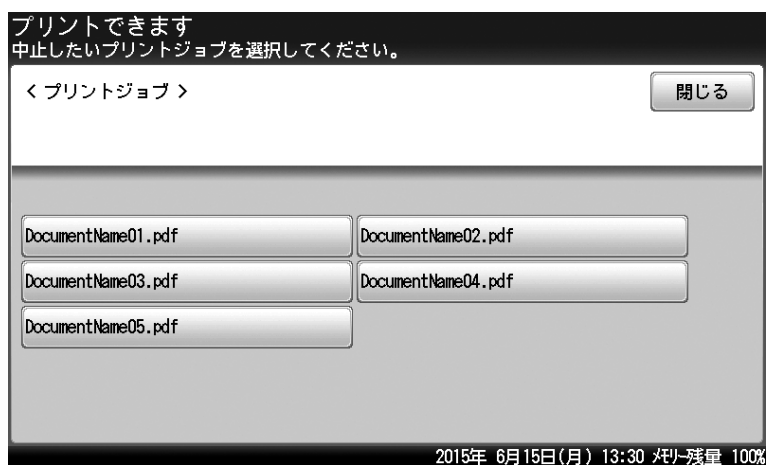 プリントできます
中止したいプリントジョブを選択してください。
<プリントジョブ>
閉じる
DocumentName01.pdf
DocumentName02.pdf
DocumentName03.pdf
DocumentName04.pdf
DocumentName05.pdf
2015年 6月15日(月) 13:30 ﾒﾓﾘｰ残量 100%